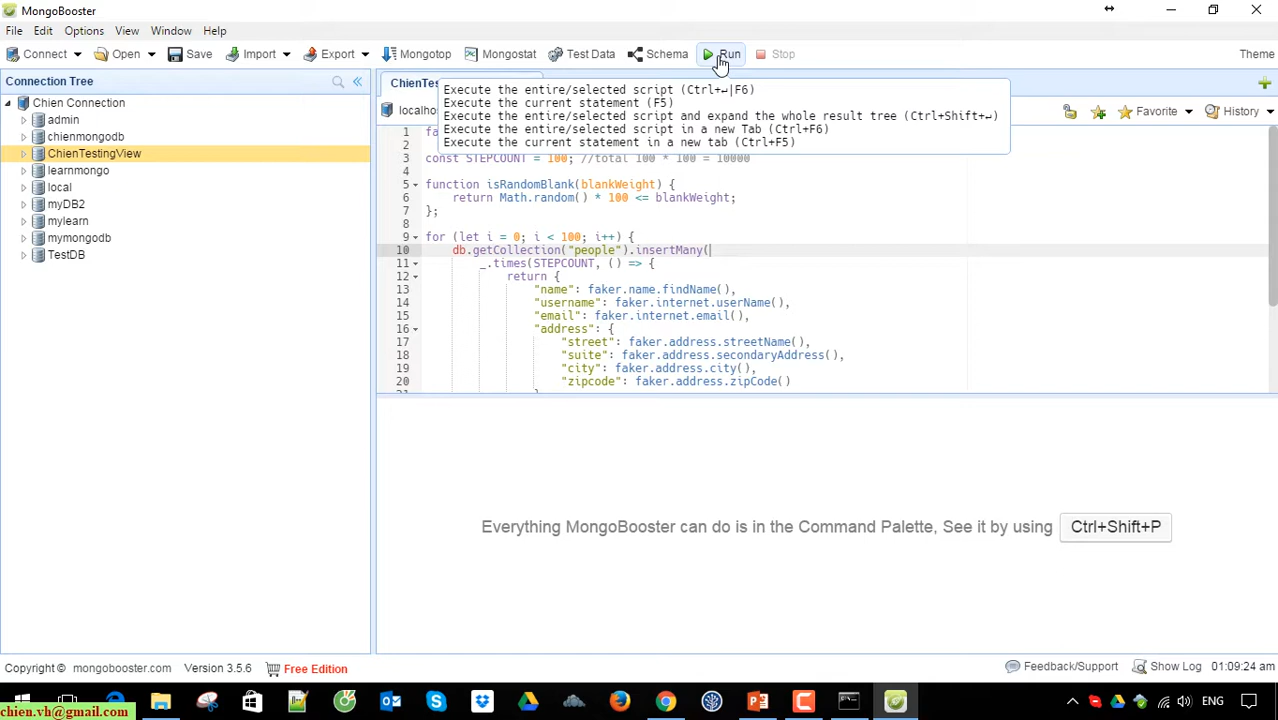 MongoBooster
File Edit Options View Window Help
Connect Open Save Import Export Mongotop Mongostat Test Data Schema Run Stop Theme
Connection Tree
ChienTes
Execute the entire/selected script (Ctrl+↵|F6)
Execute the current statement (F5)
Execute the entire/selected script and expand the whole result tree (Ctrl+Shift+↵)
Execute the entire/selected script in a new Tab (Ctrl+F6)
Execute the current statement in a new tab (Ctrl+F5)
Chien Connection
admin
chienmongodb
ChienTestingView
learnmongo
local
myDB2
mylearn
mymongodb
TestDB
localho
Favorite History
1 fa
2
3 const STEPCOUNT = 100; //total 100 * 100 = 10000
4
5 function isRandomBlank(blankWeight) {
6 return Math.random() * 100 <= blankWeight;
7 };
8
9 for (let i = 0; i < 100; i++) {
10 db.getCollection("people").insertMany(
11 _.times(STEPCOUNT, () => {
12 return {
13 "name": faker.name.findName(),
14 "username": faker.internet.userName(),
15 "email": faker.internet.email(),
16 "address": {
17 "street": faker.address.streetName(),
18 "suite": faker.address.secondaryAddress(),
19 "city": faker.address.city(),
20 "zipcode": faker.address.zipCode()
Everything MongoBooster can do is in the Command Palette, See it by using Ctrl+Shift+P
Copyright © mongobooster.com Version 3.5.6 Free Edition Feedback/Support Show Log 01:09:24 am
ENG
chien.vh@gmail.com